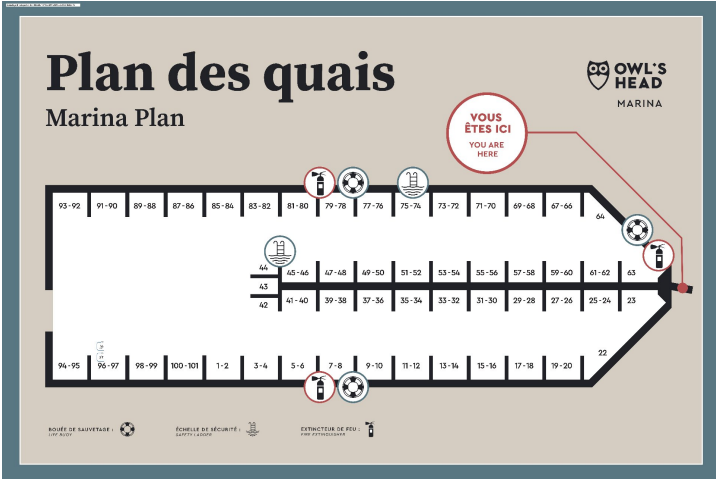 Plan des quais
Marina Plan
OWL'S
HEAD
MARINA
VOUS
ÊTES ICI
YOU ARE
HERE
93-92 91-90 89-88 87-86 85-84 83-82 81-80 79-78 77-76 75-74 73-72 71-70 69-68 67-66
64
44 45-46 47-48 49-50 51-52 53-54 55-56 57-58 59-60 61-62 63
43
42 41-40 39-38 37-36 35-34 33-32 31-30 29-28 27-26 25-24 23
22
94-95 96-97 98-99 100-101 1-2 3-4 5-6 7-8 9-10 11-12 13-14 15-16 17-18 19-20
BOUÉE DE SAUVETAGE : ÉCHELLE DE SÉCURITÉ : EXTINCTEUR DE FEU :
LIFE BUOY SAFETY LADDER FIRE EXTINGUISHER